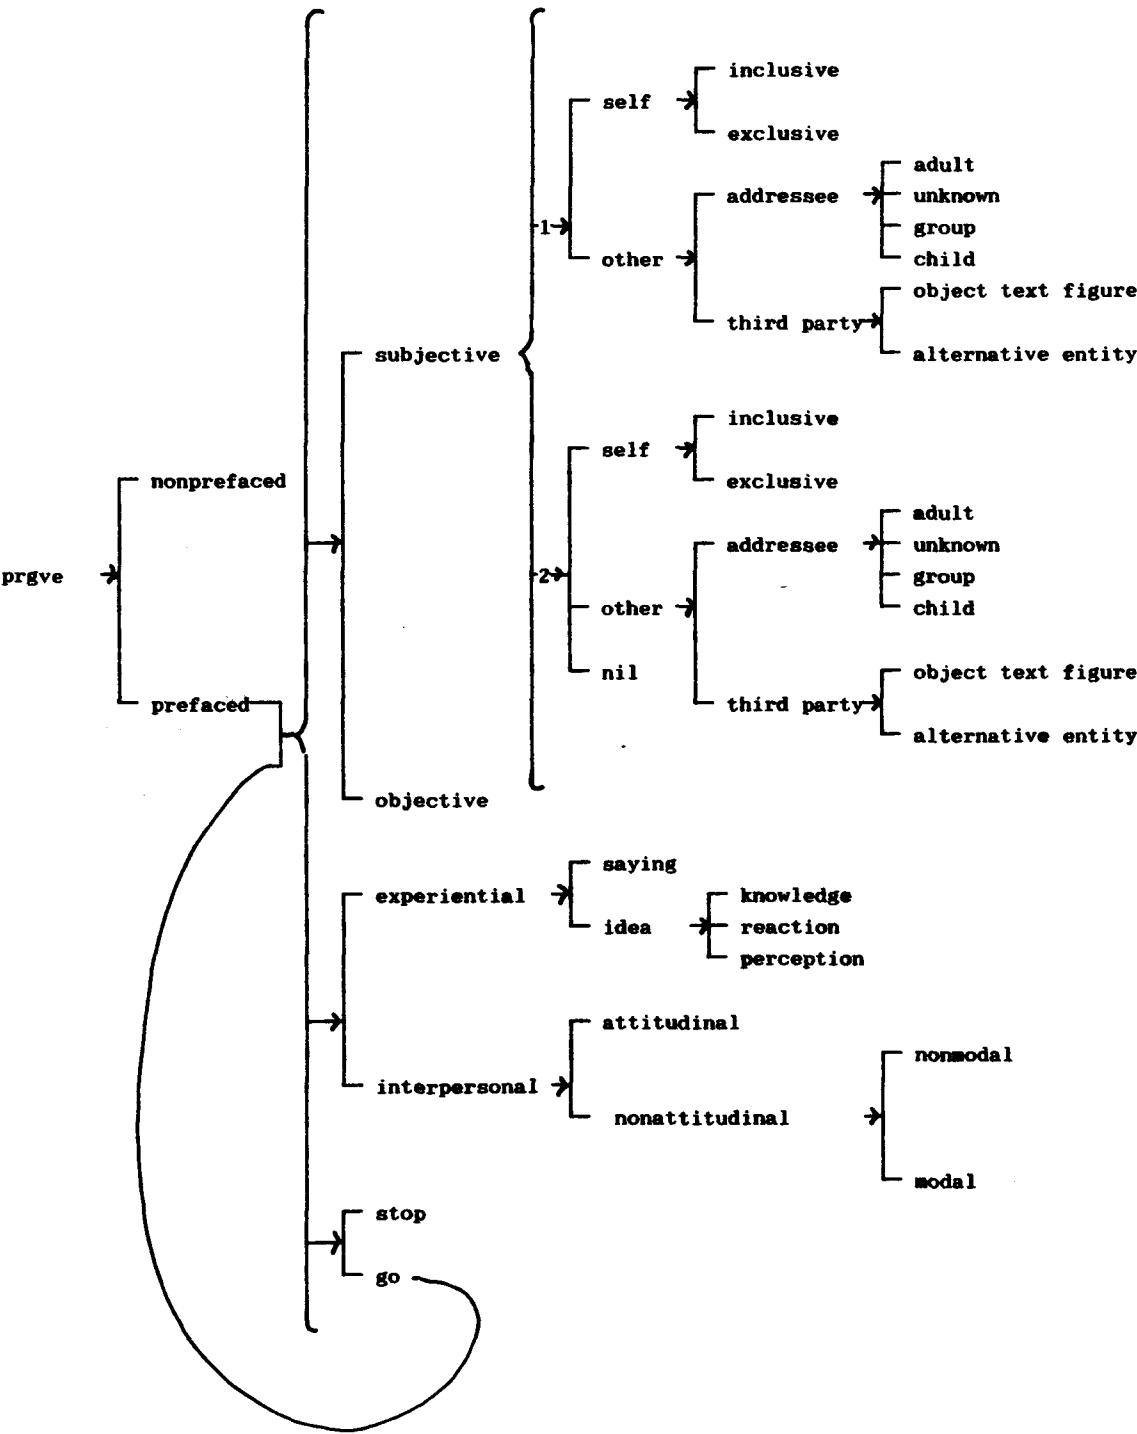 inclusive
self
exclusive
adult
addressee
unknown
1
group
other
child
object text figure
third party
subjective
alternative entity
inclusive
self
nonprefaced
exclusive
adult
addressee
unknown
prgve
2
group
other
child
nil
object text figure
prefaced
third party
alternative entity
objective
saying
experiential
knowledge
idea
reaction
perception
attitudinal
nonmodal
interpersonal
nonattitudinal
modal
stop
go